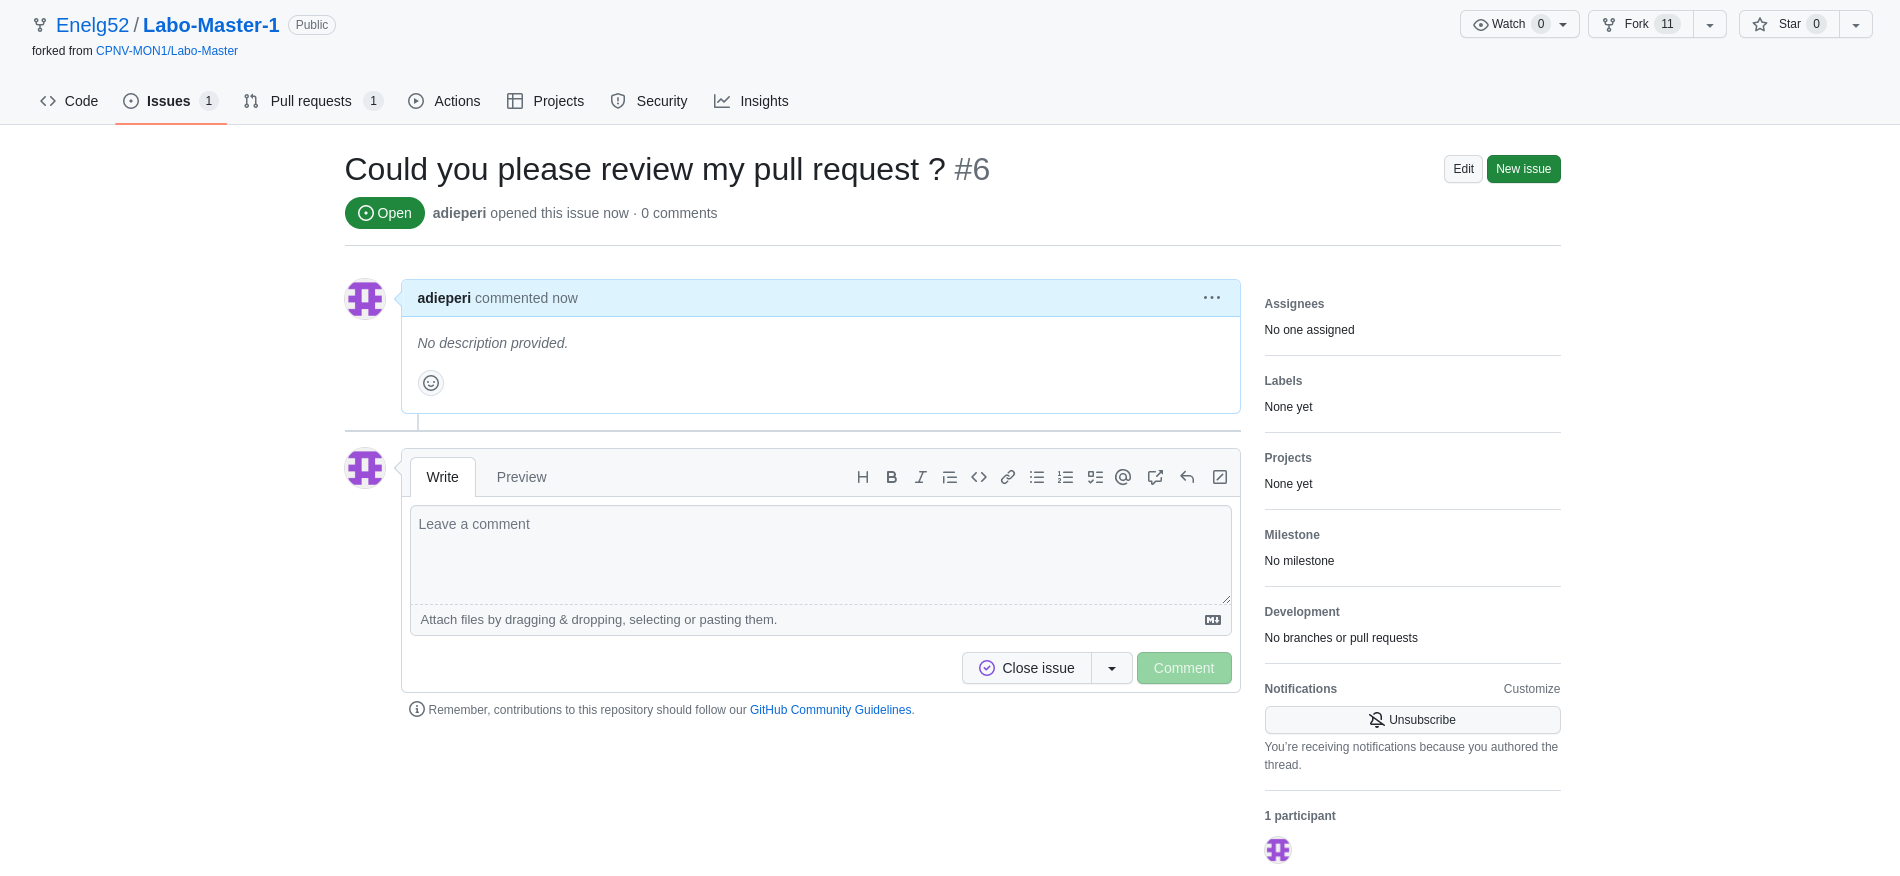 Enelg52 / Labo-Master-1 Public
Watch 0 Fork 11 Star 0
forked from CPNV-MON1/Labo-Master
Code Issues 1 Pull requests 1 Actions Projects Security Insights
Could you please review my pull request ? #6
Edit New issue
Open adieperi opened this issue now · 0 comments
adieperi commented now
No description provided.
Write Preview
Leave a comment
Attach files by dragging & dropping, selecting or pasting them.
Close issue Comment
Remember, contributions to this repository should follow our GitHub Community Guidelines.
Assignees
No one assigned
Labels
None yet
Projects
None yet
Milestone
No milestone
Development
No branches or pull requests
Notifications Customize
Unsubscribe
You’re receiving notifications because you authored the
thread.
1 participant